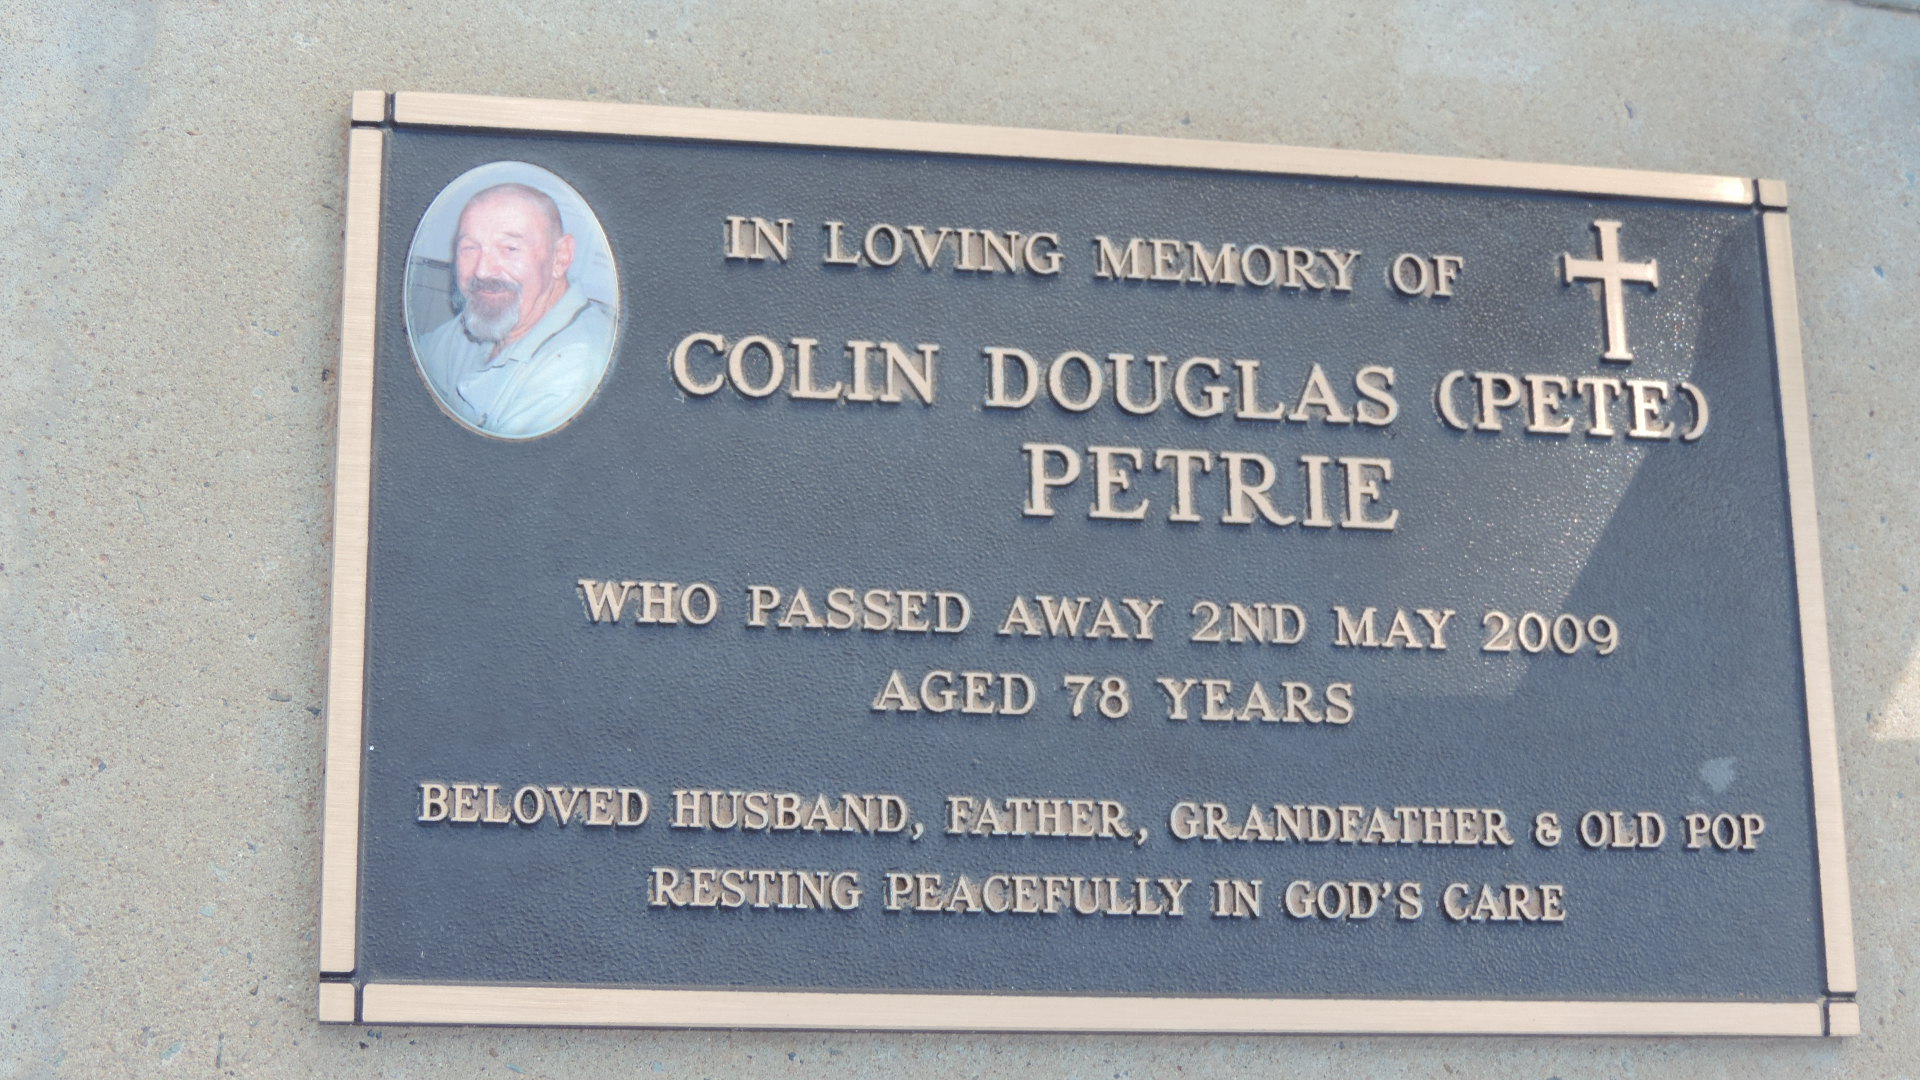 IN LOVING MEMORY OF
COLIN DOUGLAS (PETE)
PETRIE
WHO PASSED AWAY 2ND MAY 2009
AGED 78 YEARS
BELOVED HUSBAND, FATHER, GRANDFATHER & OLD POP
RESTING PEACEFULLY IN GOD'S CARE